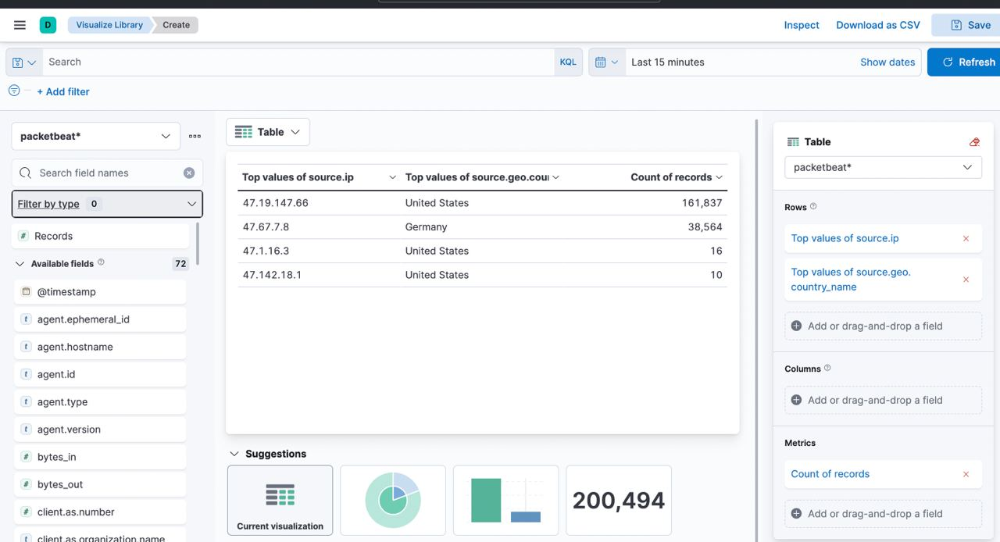 D
Visualize Library
Create
Inspect
Download as CSV
Save
Search
KQL
Last 15 minutes
Show dates
Refresh
+ Add filter
packetbeat*
Search field names
Filter by type 0
# Records
Available fields 72
@timestamp
t agent.ephemeral_id
t agent.hostname
t agent.id
t agent.type
t agent.version
# bytes_in
# bytes_out
# client.as.number
t client.as.organization.name
Table
Top values of source.ip Top values of source.geo.cou Count of records
47.19.147.66 United States 161,837
47.67.7.8 Germany 38,564
47.1.16.3 United States 16
47.142.18.1 United States 10
Suggestions
Current visualization
200,494
Table
packetbeat*
Rows
Top values of source.ip
Top values of source.geo.
country_name
Add or drag-and-drop a field
Columns
Add or drag-and-drop a field
Metrics
Count of records
Add or drag-and-drop a field